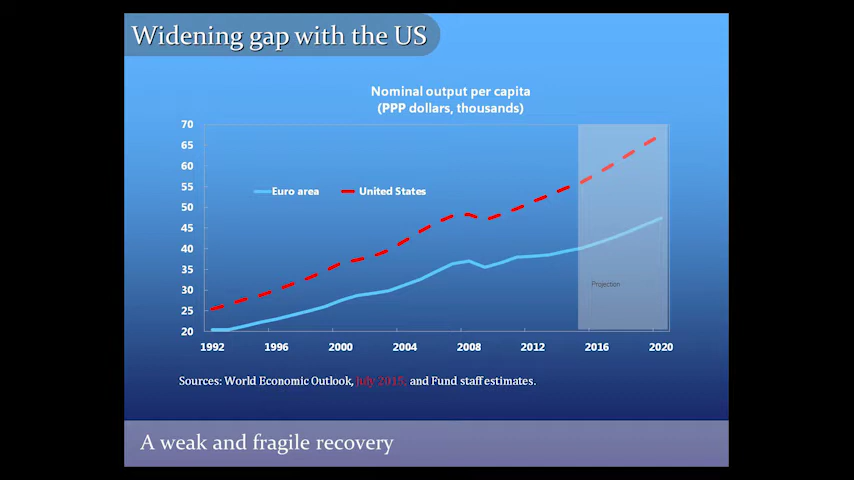 Widening gap with the US
Nominal output per capita
(PPP dollars, thousands)
70
65
60
55
50
45
40
35
30
25
20
Euro area
United States
Projection
1992 1996 2000 2004 2008 2012 2016 2020
Sources: World Economic Outlook, July 2015, and Fund staff estimates.
A weak and fragile recovery